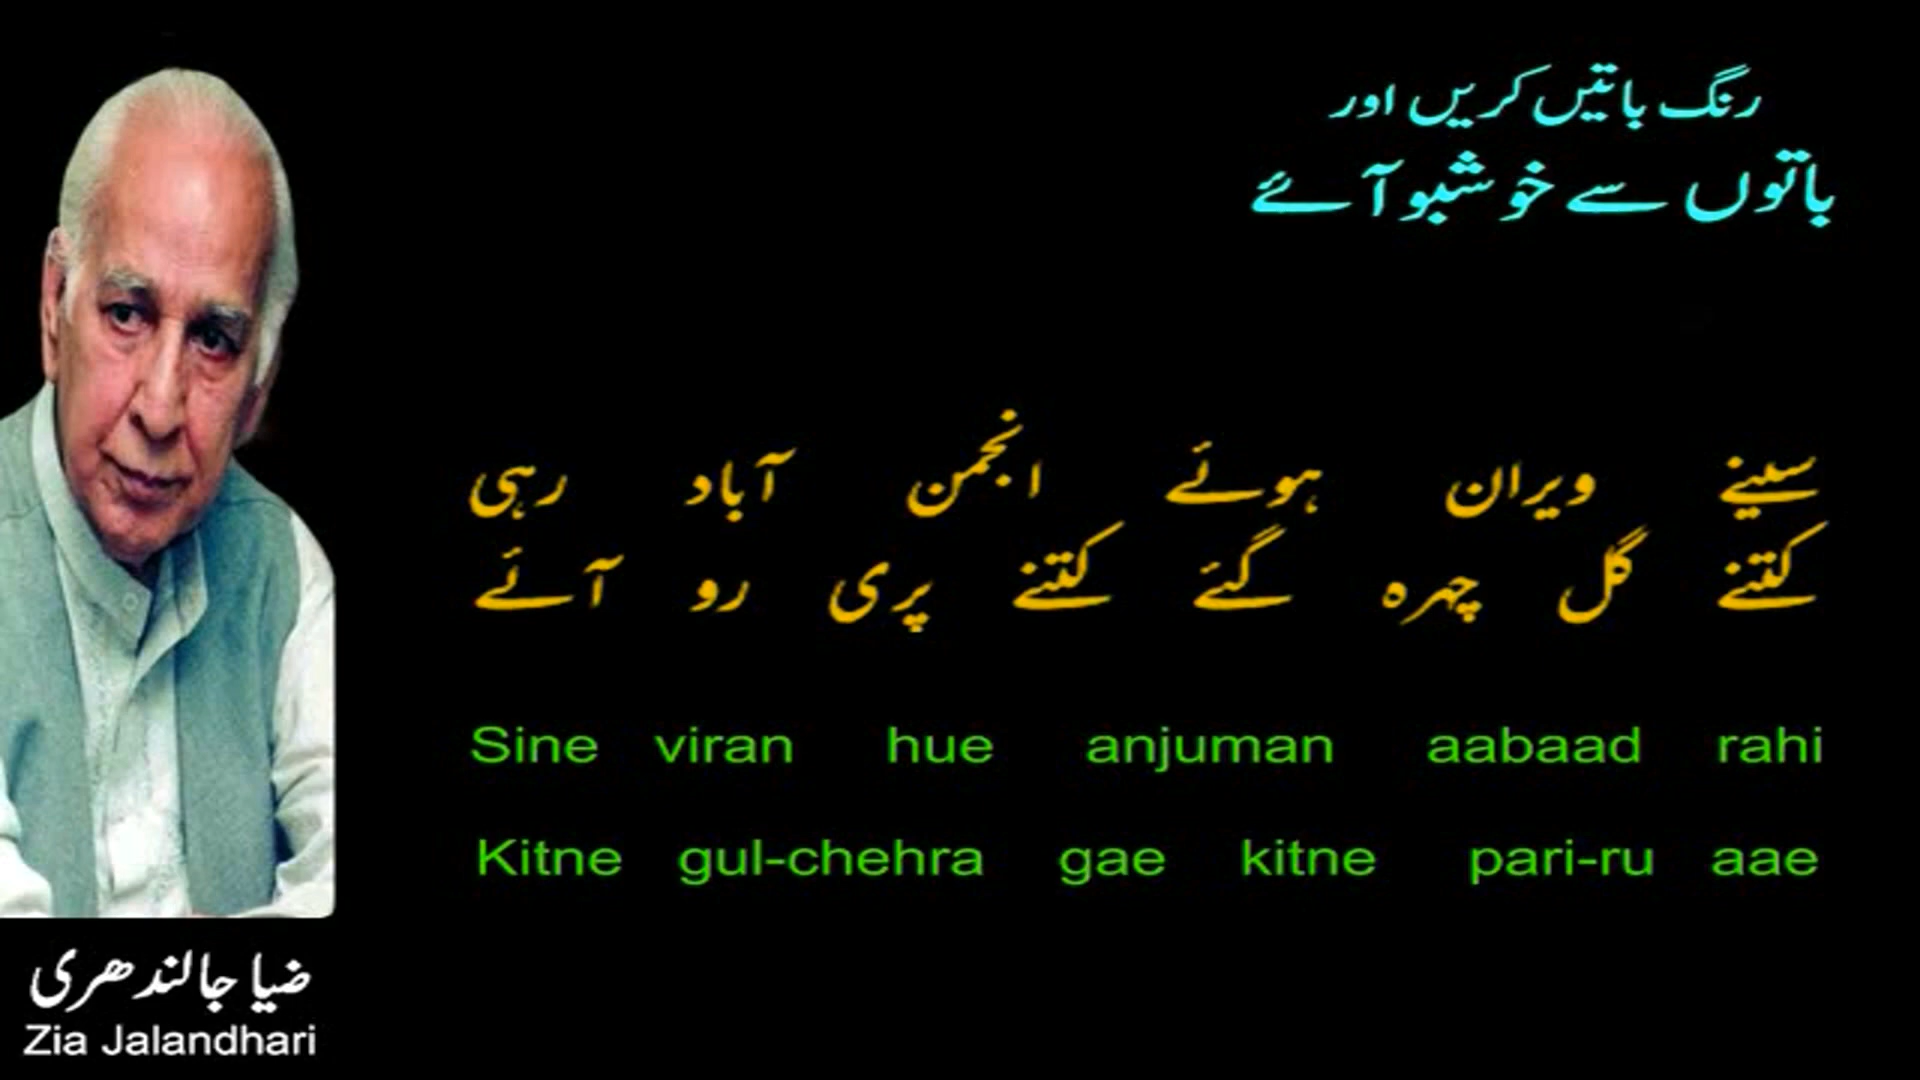 رنگ باتیں کریں اور
باتوں سے خوشبو آئے
سینے ویران ہوئے انجمن آباد رہی
کتنے گل چہرہ گئے کتنے پری رو آئے
Sine viran hue anjuman aabaad rahi
Kitne gul-chehra gae kitne pari-ru aae
ضیا جالندھری
Zia Jalandhari